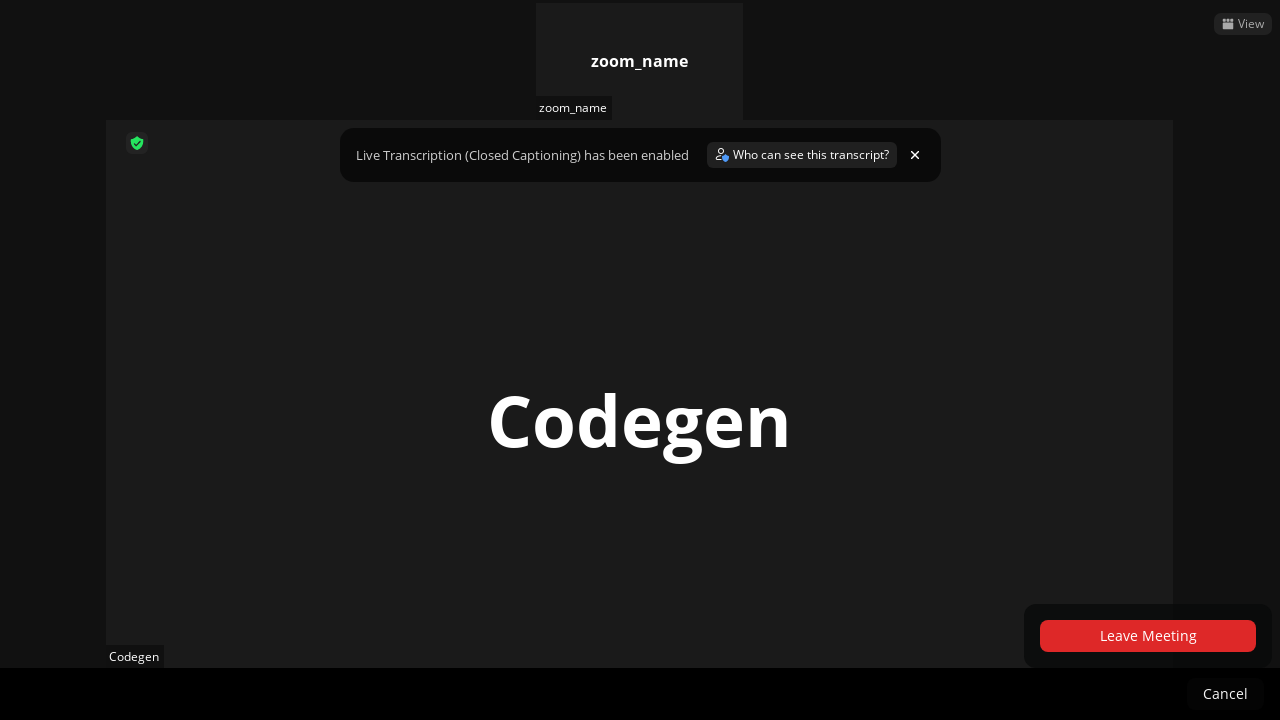 View
zoom_name
zoom_name
Live Transcription (Closed Captioning) has been enabled
Who can see this transcript?
Codegen
Leave Meeting
Codegen
Cancel